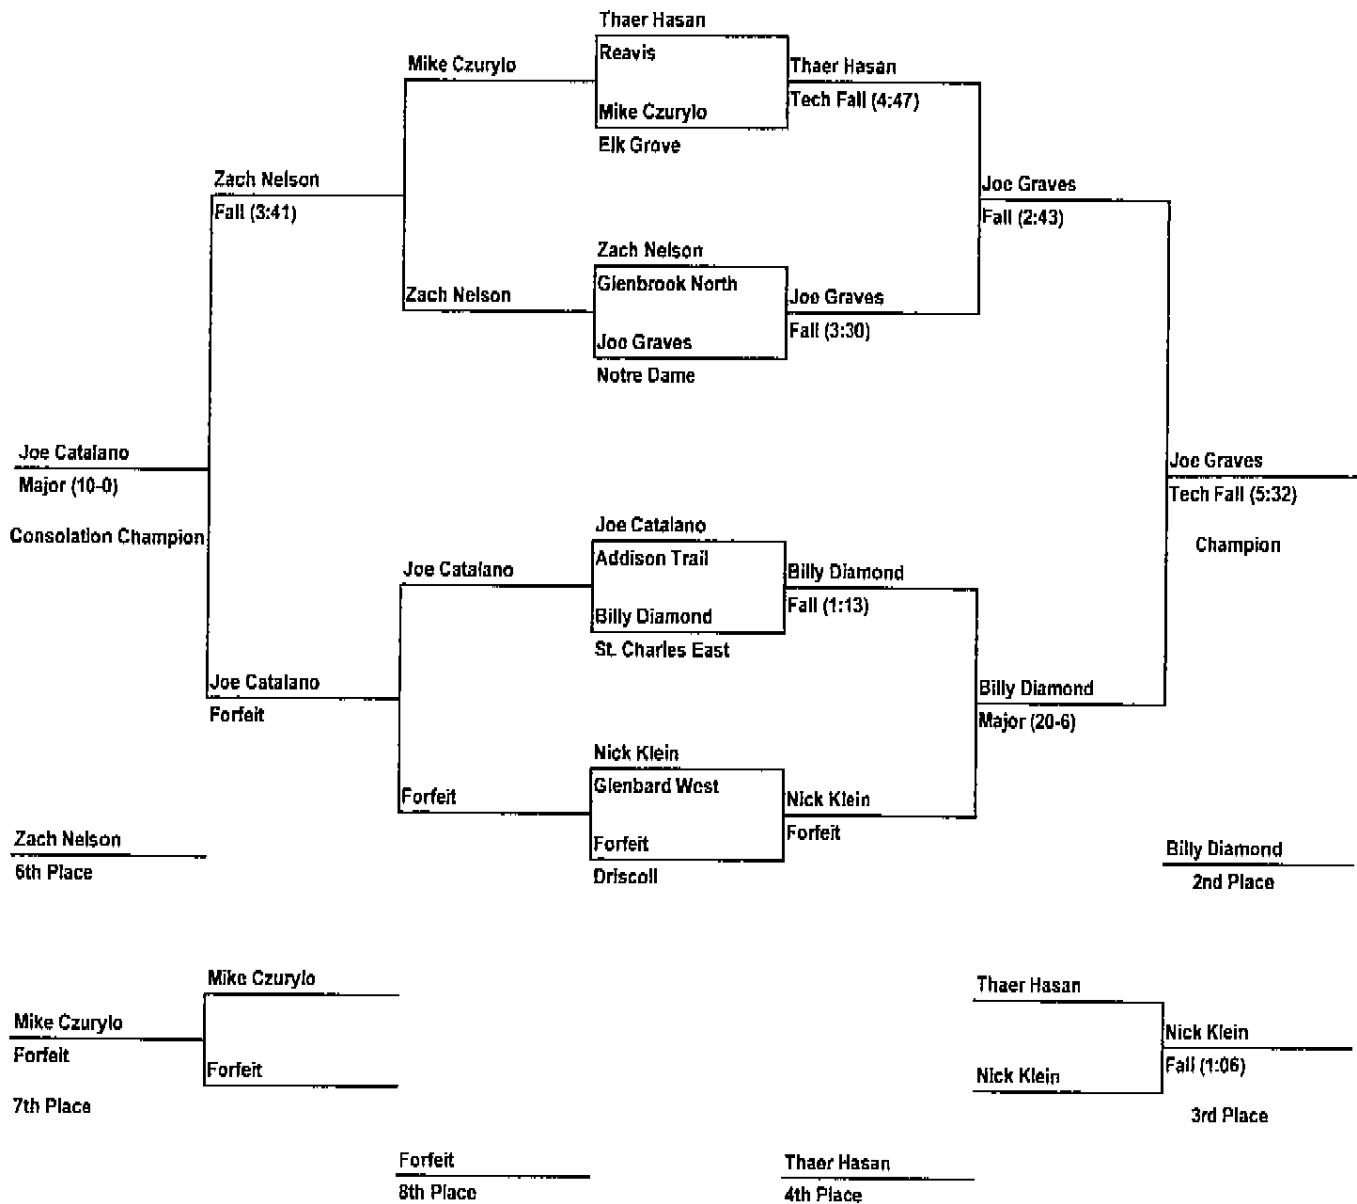 Thaer Hasan
Reavis
Mike Czurylo
Thaer Hasan
Tech Fall (4:47)
Mike Czurylo
Elk Grove
Zach Nelson
Fall (3:41)
Joe Graves
Fall (2:43)
Zach Nelson
Glenbrook North
Zach Nelson
Joe Graves
Fall (3:30)
Joe Graves
Notre Dame
Joe Catalano
Major (10-0)
Consolation Champion
Joe Graves
Tech Fall (5:32)
Champion
Joe Catalano
Addison Trail
Joe Catalano
Billy Diamond
Fall (1:13)
Billy Diamond
St. Charles East
Joe Catalano
Forfeit
Billy Diamond
Major (20-6)
Nick Klein
Glenbard West
Forfeit
Nick Klein
Forfeit
Forfeit
Driscoll
Zach Nelson
6th Place
Billy Diamond
2nd Place
Mike Czurylo
Mike Czurylo
Forfeit
Forfeit
7th Place
Thaer Hasan
Nick Klein
Fall (1:06)
Nick Klein
3rd Place
Forfeit
8th Place
Thaer Hasan
4th Place